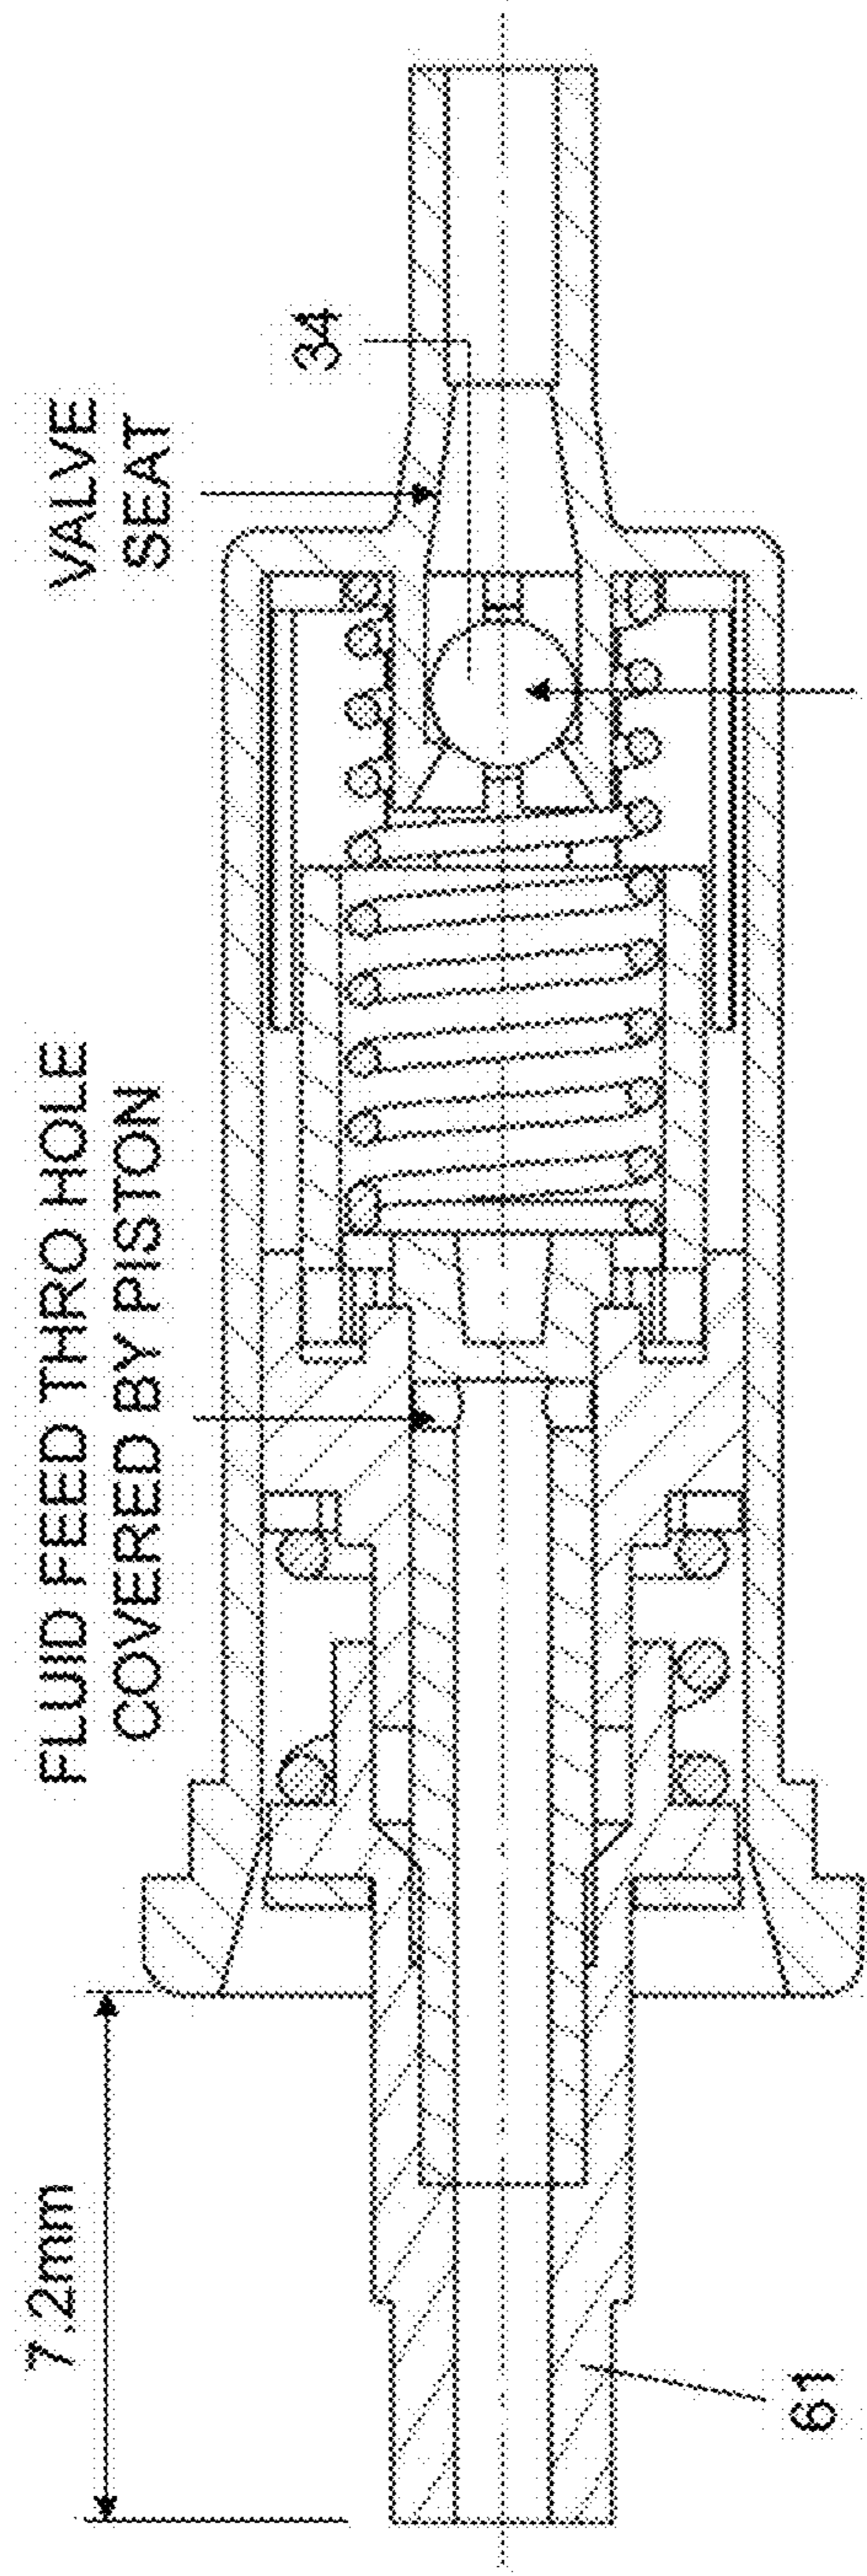 7.2mm
FLUID FEED THRO HOLE
COVERED BY PISTON
VALVE
SEAT
34
61